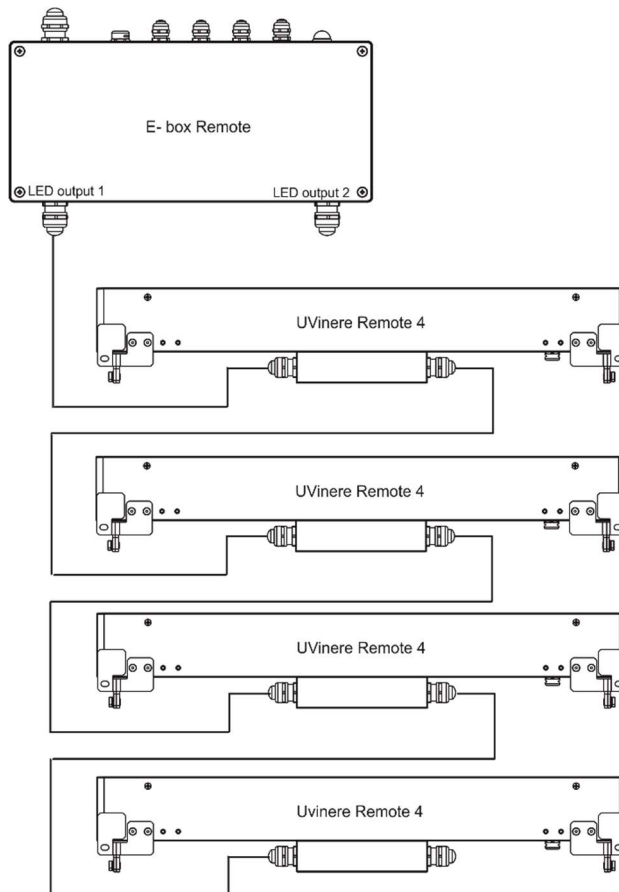 E- box Remote
LED output 1
LED output 2
UVinere Remote 4
UVinere Remote 4
UVinere Remote 4
Uvinere Remote 4